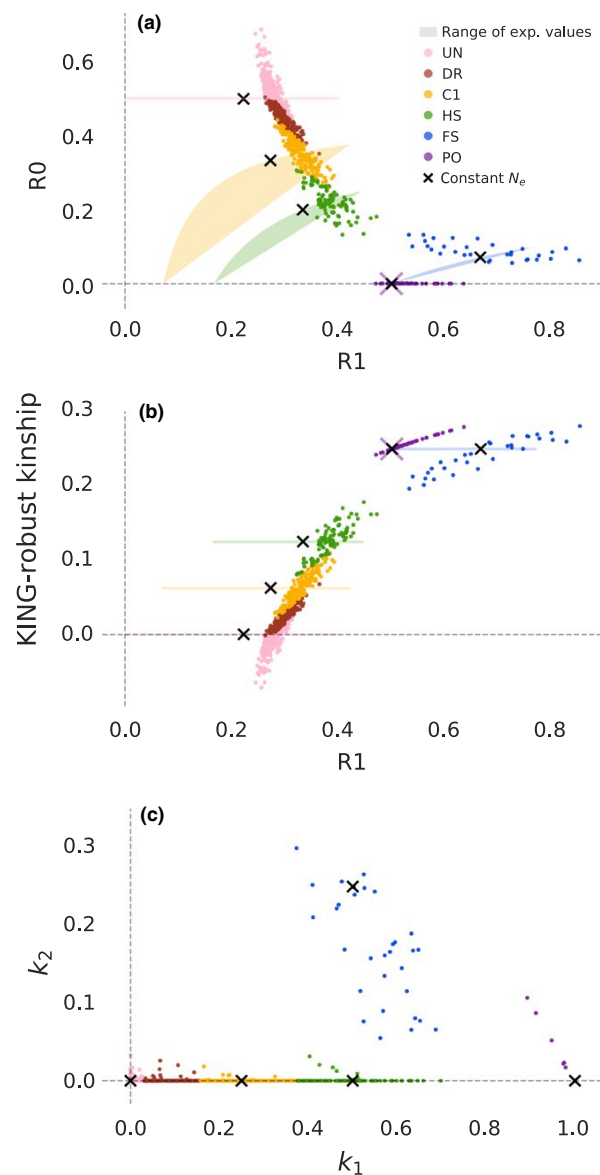 (a)
0.6
0.4
0.2
0.0
R0
0.0 0.2 0.4 0.6 0.8
R1
Range of exp. values
UN
DR
C1
HS
FS
PO
Constant Nₑ
(b)
0.3
0.2
0.1
0.0
KING-robust kinship
0.0 0.2 0.4 0.6 0.8
R1
(c)
0.3
0.2
0.1
0.0
k₂
0.0 0.2 0.4 0.6 0.8 1.0
k₁